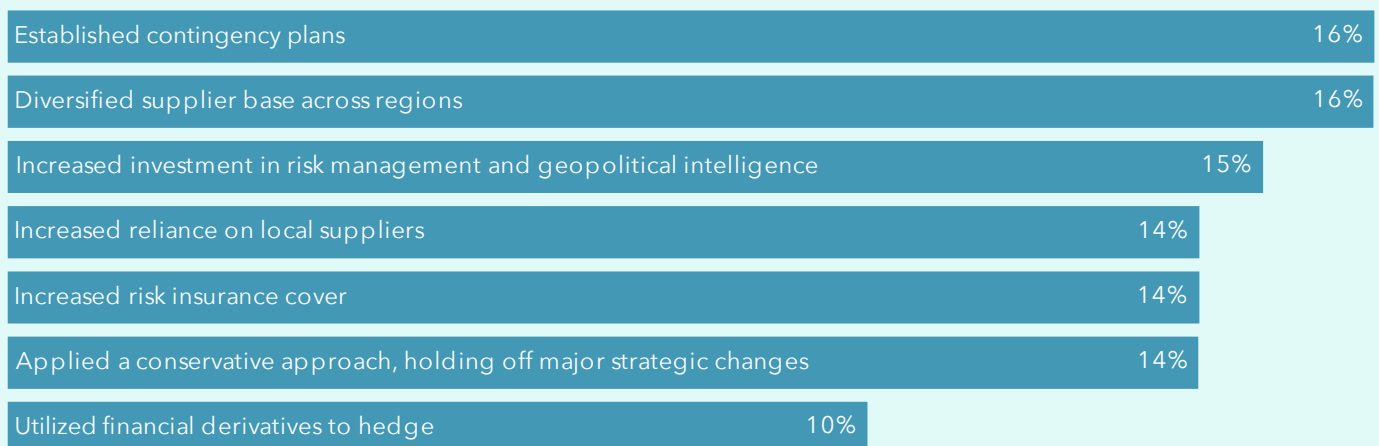 Established contingency plans 16%
Diversified supplier base across regions 16%
Increased investment in risk management and geopolitical intelligence 15%
Increased reliance on local suppliers 14%
Increased risk insurance cover 14%
Applied a conservative approach, holding off major strategic changes 14%
Utilized financial derivatives to hedge 10%